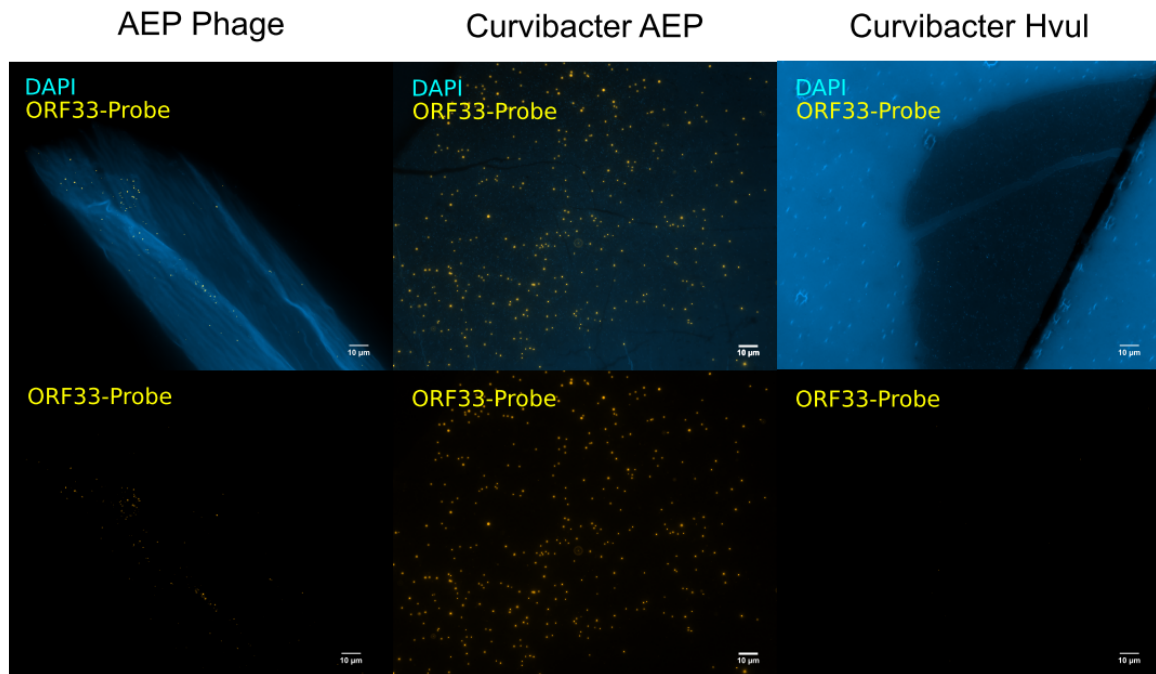 AEP Phage
Curvibacter AEP
Curvibacter Hvul
DAPI
ORF33-Probe
10 µm
DAPI
ORF33-Probe
10 µm
DAPI
ORF33-Probe
10 µm
ORF33-Probe
10 µm
ORF33-Probe
10 µm
ORF33-Probe
10 µm